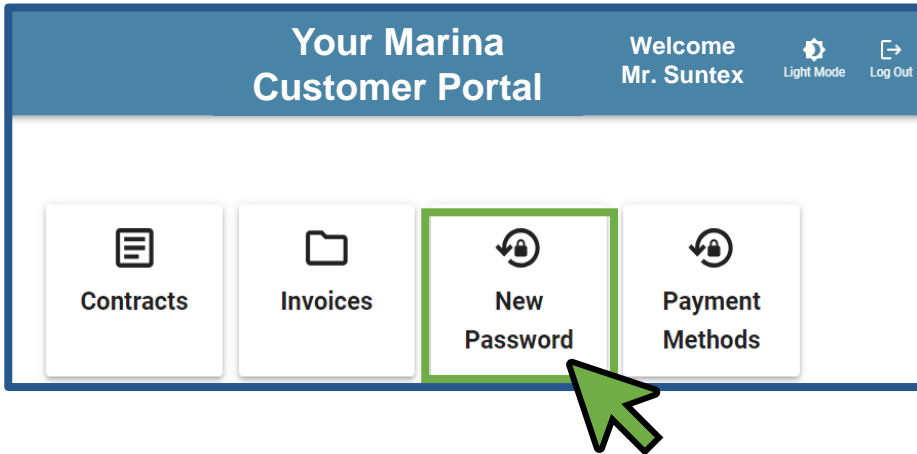 Your Marina
Customer Portal
Welcome
Mr. Suntex
Light Mode
Log Out
Contracts
Invoices
New
Password
Payment
Methods